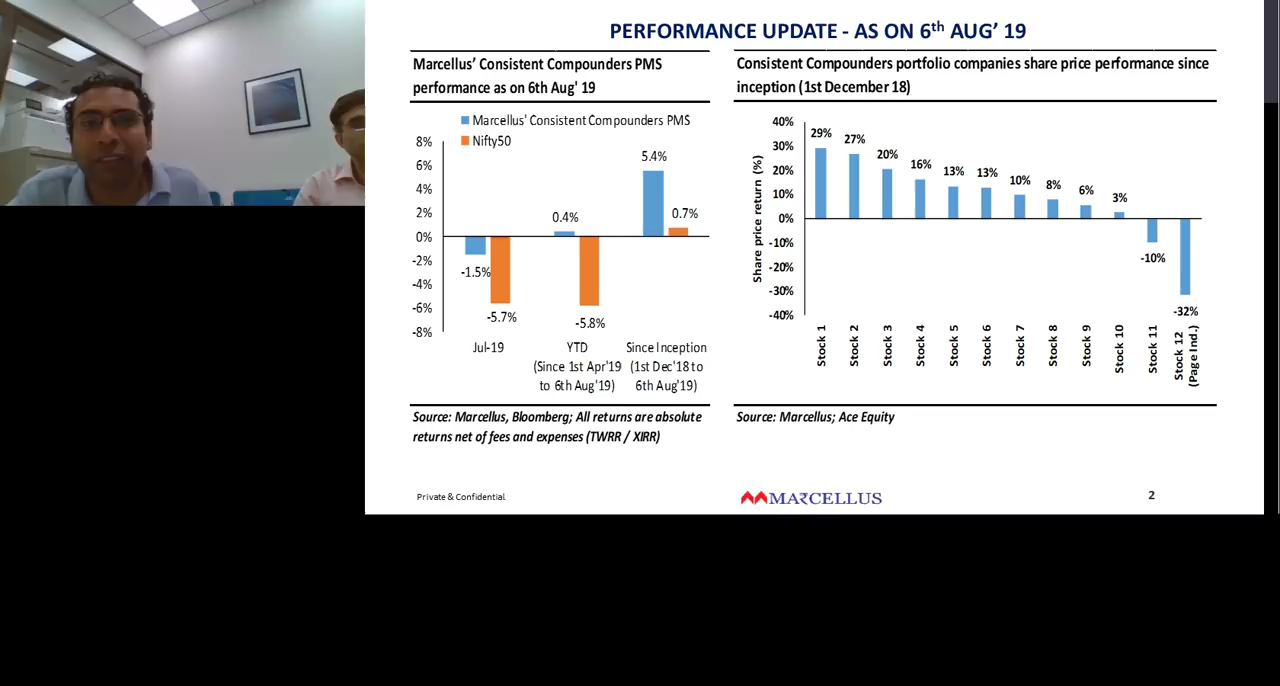 PERFORMANCE UPDATE - AS ON 6th AUG' 19
Marcellus' Consistent Compounders PMS
performance as on 6th Aug' 19
Marcellus' Consistent Compounders PMS
Nifty50
8%
6%
4%
2%
0%
-2%
-4%
-6%
-8%
-1.5%
-5.7%
0.4%
-5.8%
5.4%
0.7%
Jul-19
YTD
(Since 1st Apr'19
to 6th Aug'19)
Since Inception
(1st Dec'18 to
6th Aug'19)
Source: Marcellus, Bloomberg; All returns are absolute
returns net of fees and expenses (TWRR / XIRR)
Consistent Compounders portfolio companies share price performance since
inception (1st December 18)
Share price return (%)
40%
30%
20%
10%
0%
-10%
-20%
-30%
-40%
29%
27%
20%
16%
13%
13%
10%
8%
6%
3%
-10%
-32%
Stock 1
Stock 2
Stock 3
Stock 4
Stock 5
Stock 6
Stock 7
Stock 8
Stock 9
Stock 10
Stock 11
Stock 12
(Page Ind.)
Source: Marcellus; Ace Equity
Private & Confidential
MARCELLUS
2